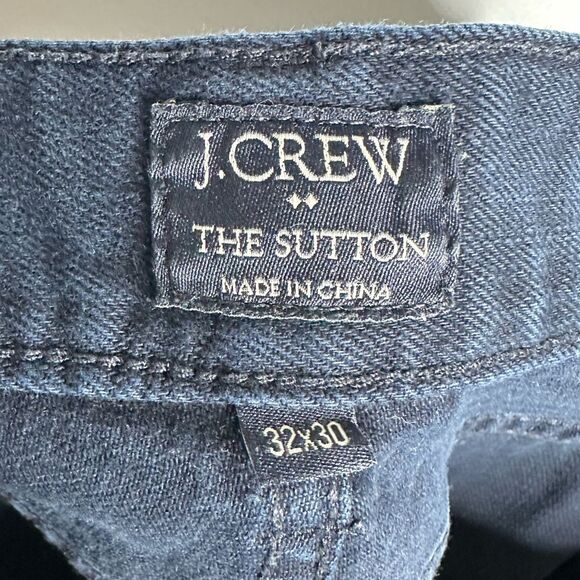 J.CREW
THE SUTTON
MADE IN CHINA
32X30